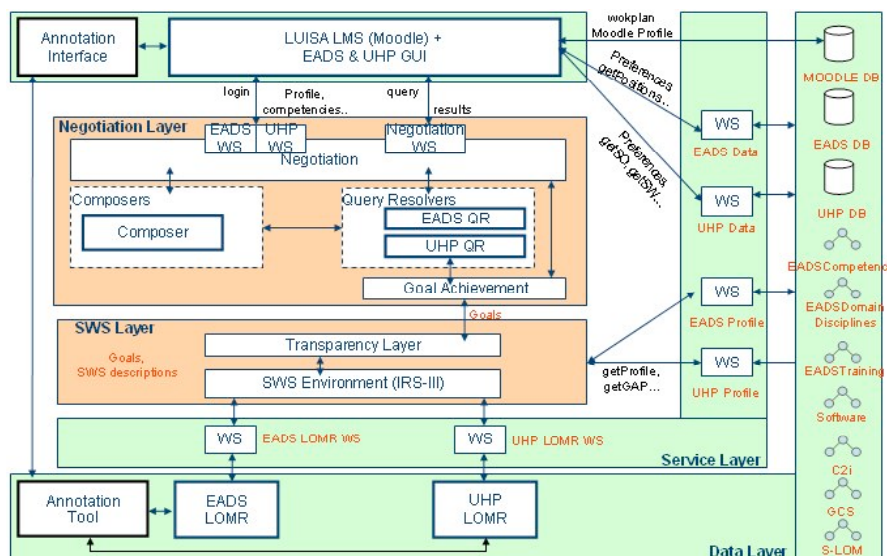 Annotation
Interface
LUISA LMS (Moodle) +
EADS & UHP GUI
wokplan
Moodle Profile
MOODLE DB
login
Profile,
competencies..
query
results
Preferences
getPositions...
Preferences,
getSO, getSW...
Negotiation Layer
EADS
WS
UHP
WS
Negotiation
WS
Negotiation
WS
EADS Data
EADS DB
Composers
Composer
Query Resolvers
EADS QR
UHP QR
WS
UHP Data
UHP DB
Goal Achievement
EADSCompetenc
WS
EADS Profile
EADSDomain
Disciplines
Goals
SWS Layer
Goals,
SWS descriptions
Transparency Layer
SWS Environment (IRS-III)
getProfile,
getGAP...
WS
UHP Profile
EADSTraining
Software
WS
EADS LOMR WS
WS
UHP LOMR WS
Service Layer
C2i
Annotation
Tool
EADS
LOMR
UHP
LOMR
GCS
Data Layer
S-LOM